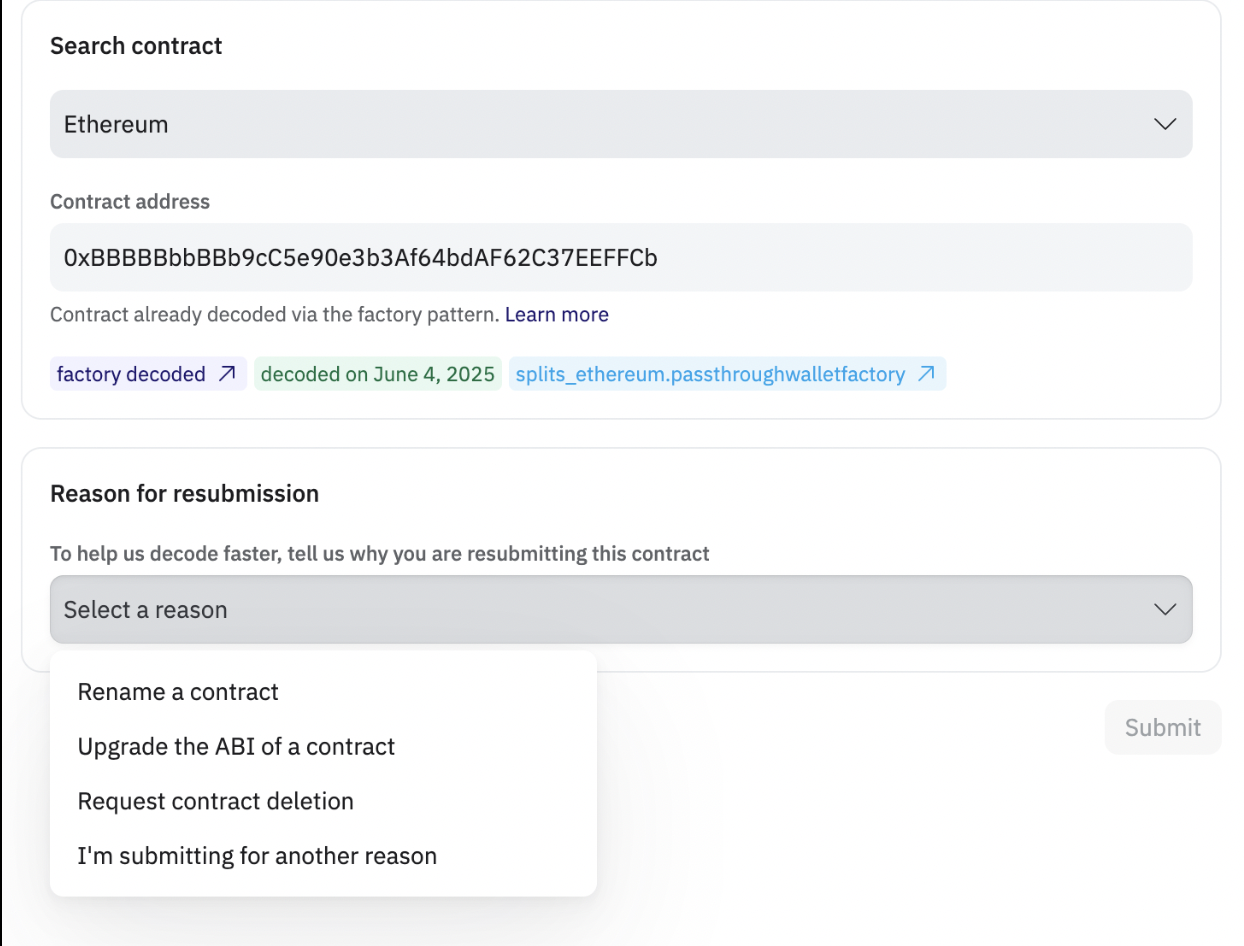 Search contract
Ethereum
Contract address
0xBBBBBbbBBb9cC5e90e3b3Af64bdAF62C37EEFFCb
Contract already decoded via the factory pattern. Learn more
factory decoded ↗ decoded on June 4, 2025 splits_ethereum.passthroughwalletfactory ↗
Reason for resubmission
To help us decode faster, tell us why you are resubmitting this contract
Select a reason
Rename a contract
Upgrade the ABI of a contract
Submit
Request contract deletion
I'm submitting for another reason